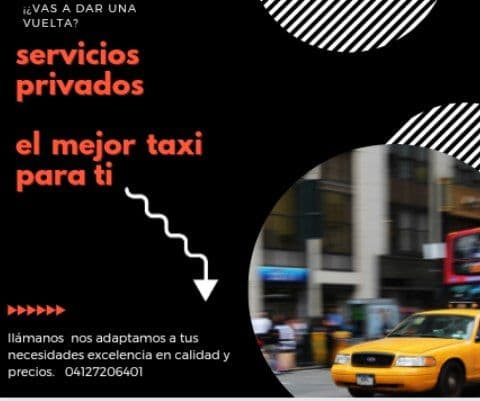 ¡¿VAS A DAR UNA
VUELTA?
servicios
privados
el mejor taxi
para ti
llámanos nos adaptamos a tus
necesidades excelencia en calidad y
precios. 04127206401